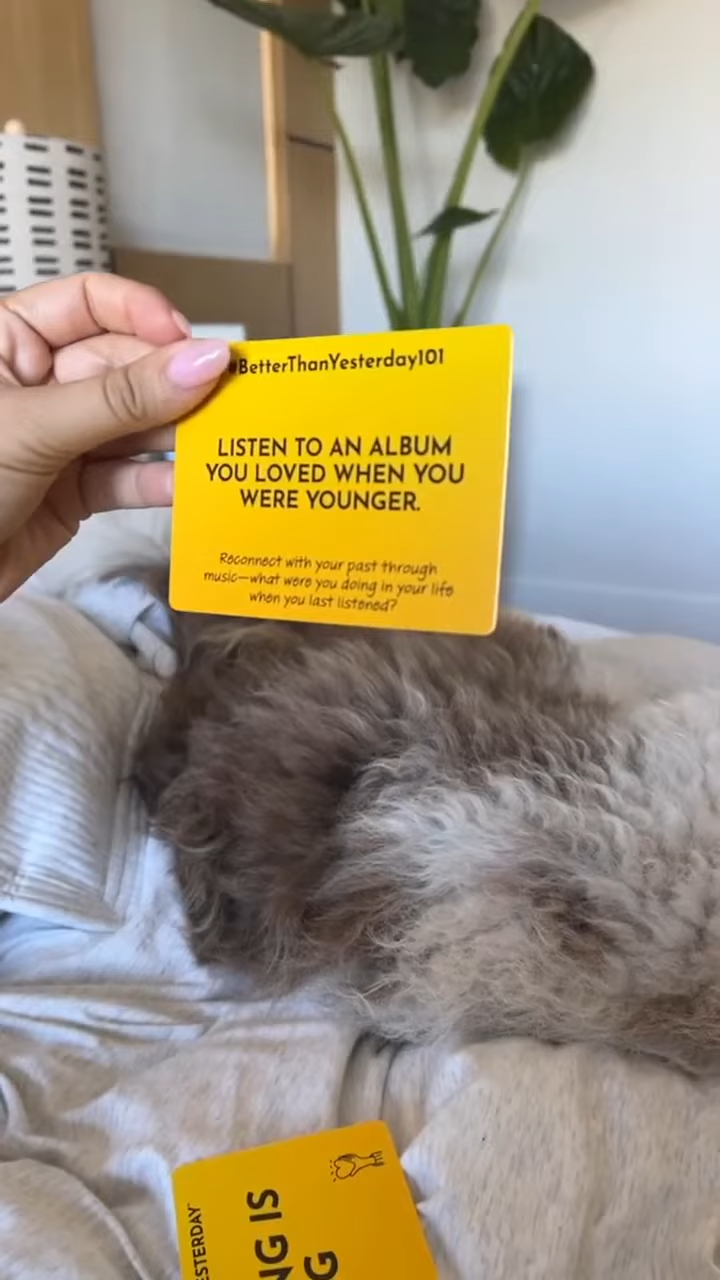 #BetterThanYesterday101
LISTEN TO AN ALBUM
YOU LOVED WHEN YOU
WERE YOUNGER.
Reconnect with your past through
music—what were you doing in your life
when you last listened?
ESTERDAY
NG IS
G